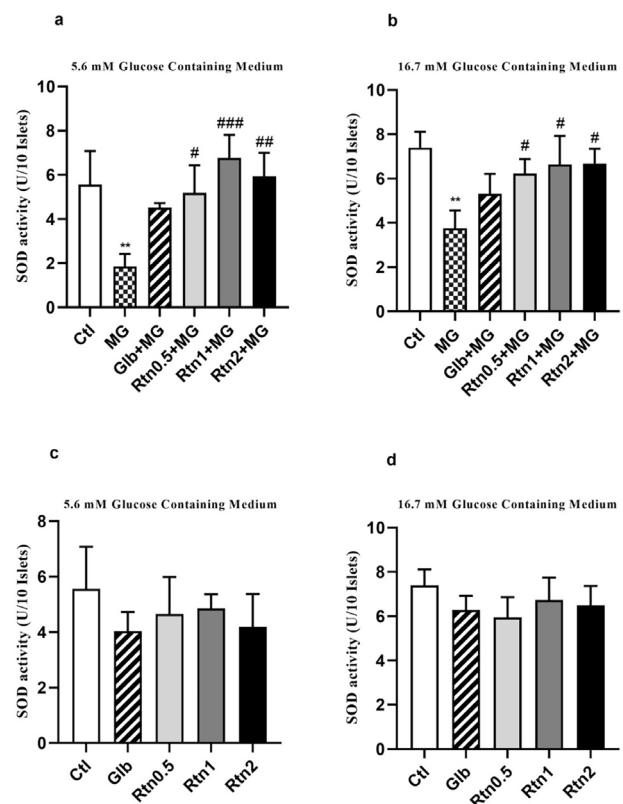 a
5.6 mM Glucose Containing Medium
SOD activity (U/10 Islets)
10
8
6
4
2
0
**
#
###
##
Ctl
MG
Glb+MG
Rtn0.5+MG
Rtn1+MG
Rtn2+MG
b
16.7 mM Glucose Containing Medium
SOD activity (U/10 Islets)
10
8
6
4
2
0
**
#
#
#
Ctl
MG
Glb+MG
Rtn0.5+MG
Rtn1+MG
Rtn2+MG
c
5.6 mM Glucose Containing Medium
SOD activity (U/10 Islets)
8
6
4
2
0
Ctl
Glb
Rtn0.5
Rtn1
Rtn2
d
16.7 mM Glucose Containing Medium
SOD activity (U/10 Islets)
10
8
6
4
2
0
Ctl
Glb
Rtn0.5
Rtn1
Rtn2